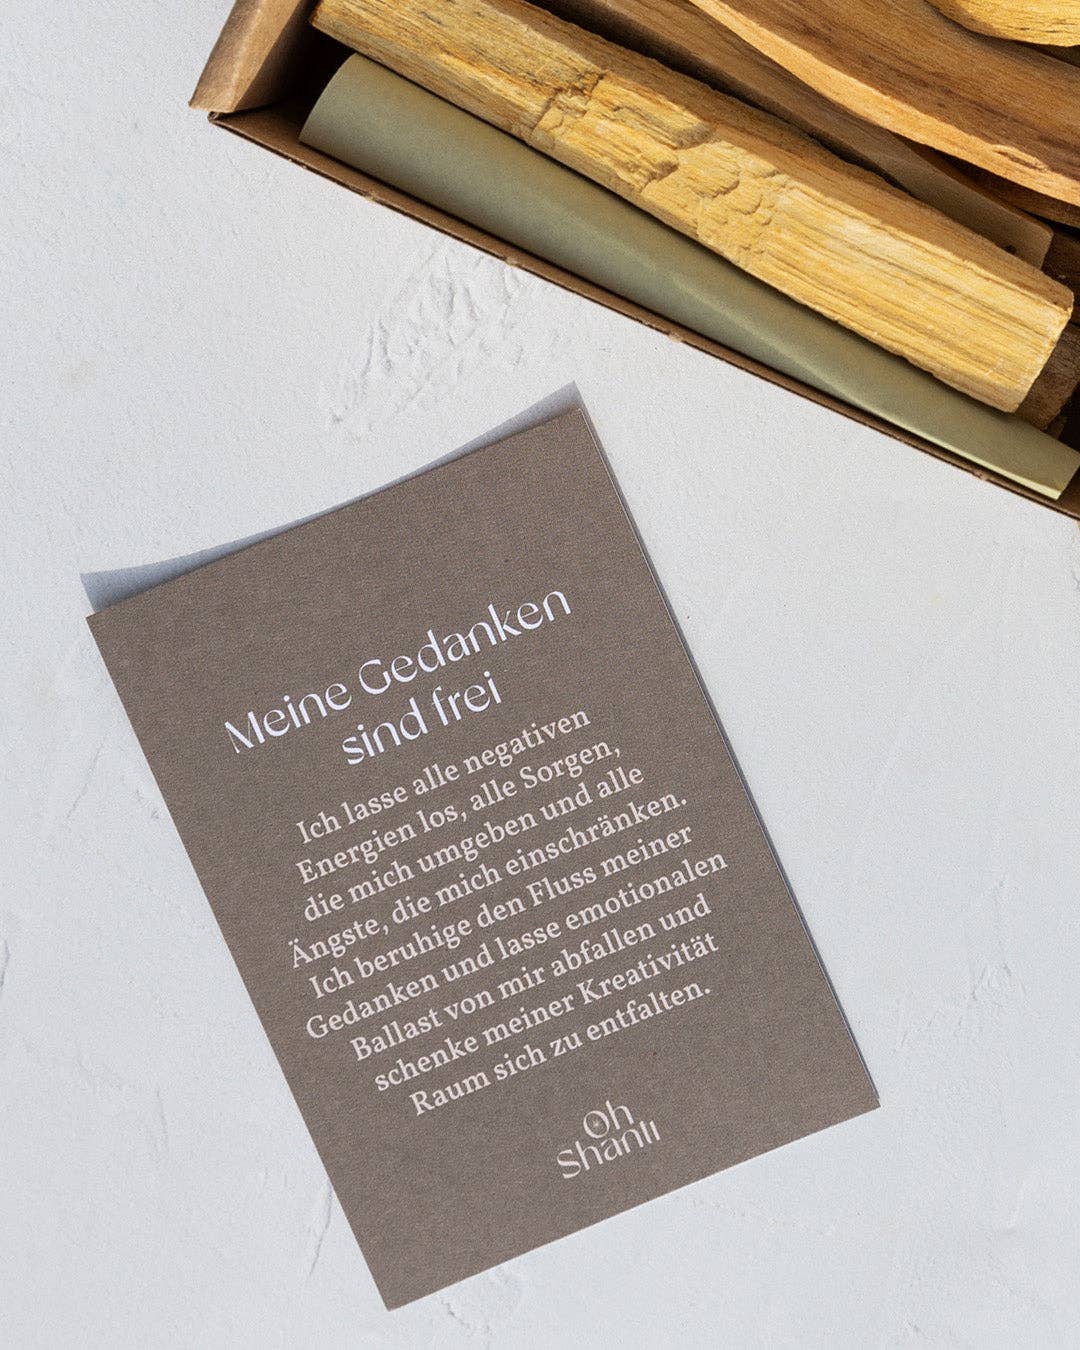 Meine Gedanken
sind frei
Ich lasse alle negativen
Energien los, alle Sorgen,
die mich umgeben und alle
Ängste, die mich einschränken.
Ich beruhige den Fluss meiner
Gedanken und lasse emotionalen
Ballast von mir abfallen und
schenke meiner Kreativität
Raum sich zu entfalten.
Oh
Shanti